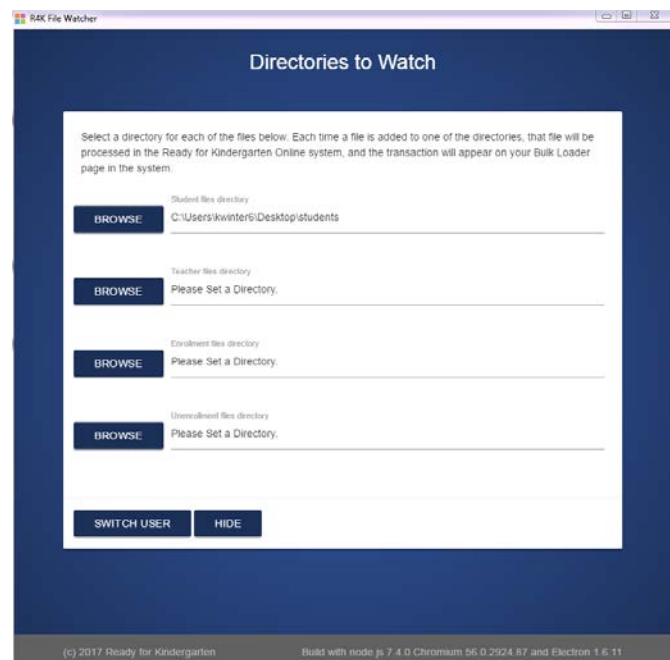 R4K File Watcher
Directories to Watch
Select a directory for each of the files below. Each time a file is added to one of the directories, that file will be
processed in the Ready for Kindergarten Online system, and the transaction will appear on your Bulk Loader
page in the system.
Student files directory
BROWSE C:\Users\kwinter6\Desktop\students
Teacher files directory
BROWSE Please Set a Directory.
Enrollment files directory
BROWSE Please Set a Directory.
Unenrollment files directory
BROWSE Please Set a Directory.
SWITCH USER HIDE
(c) 2017 Ready for Kindergarten Build with node js 7.4.0 Chromium 56.0.2924.87 and Electron 1.6.11